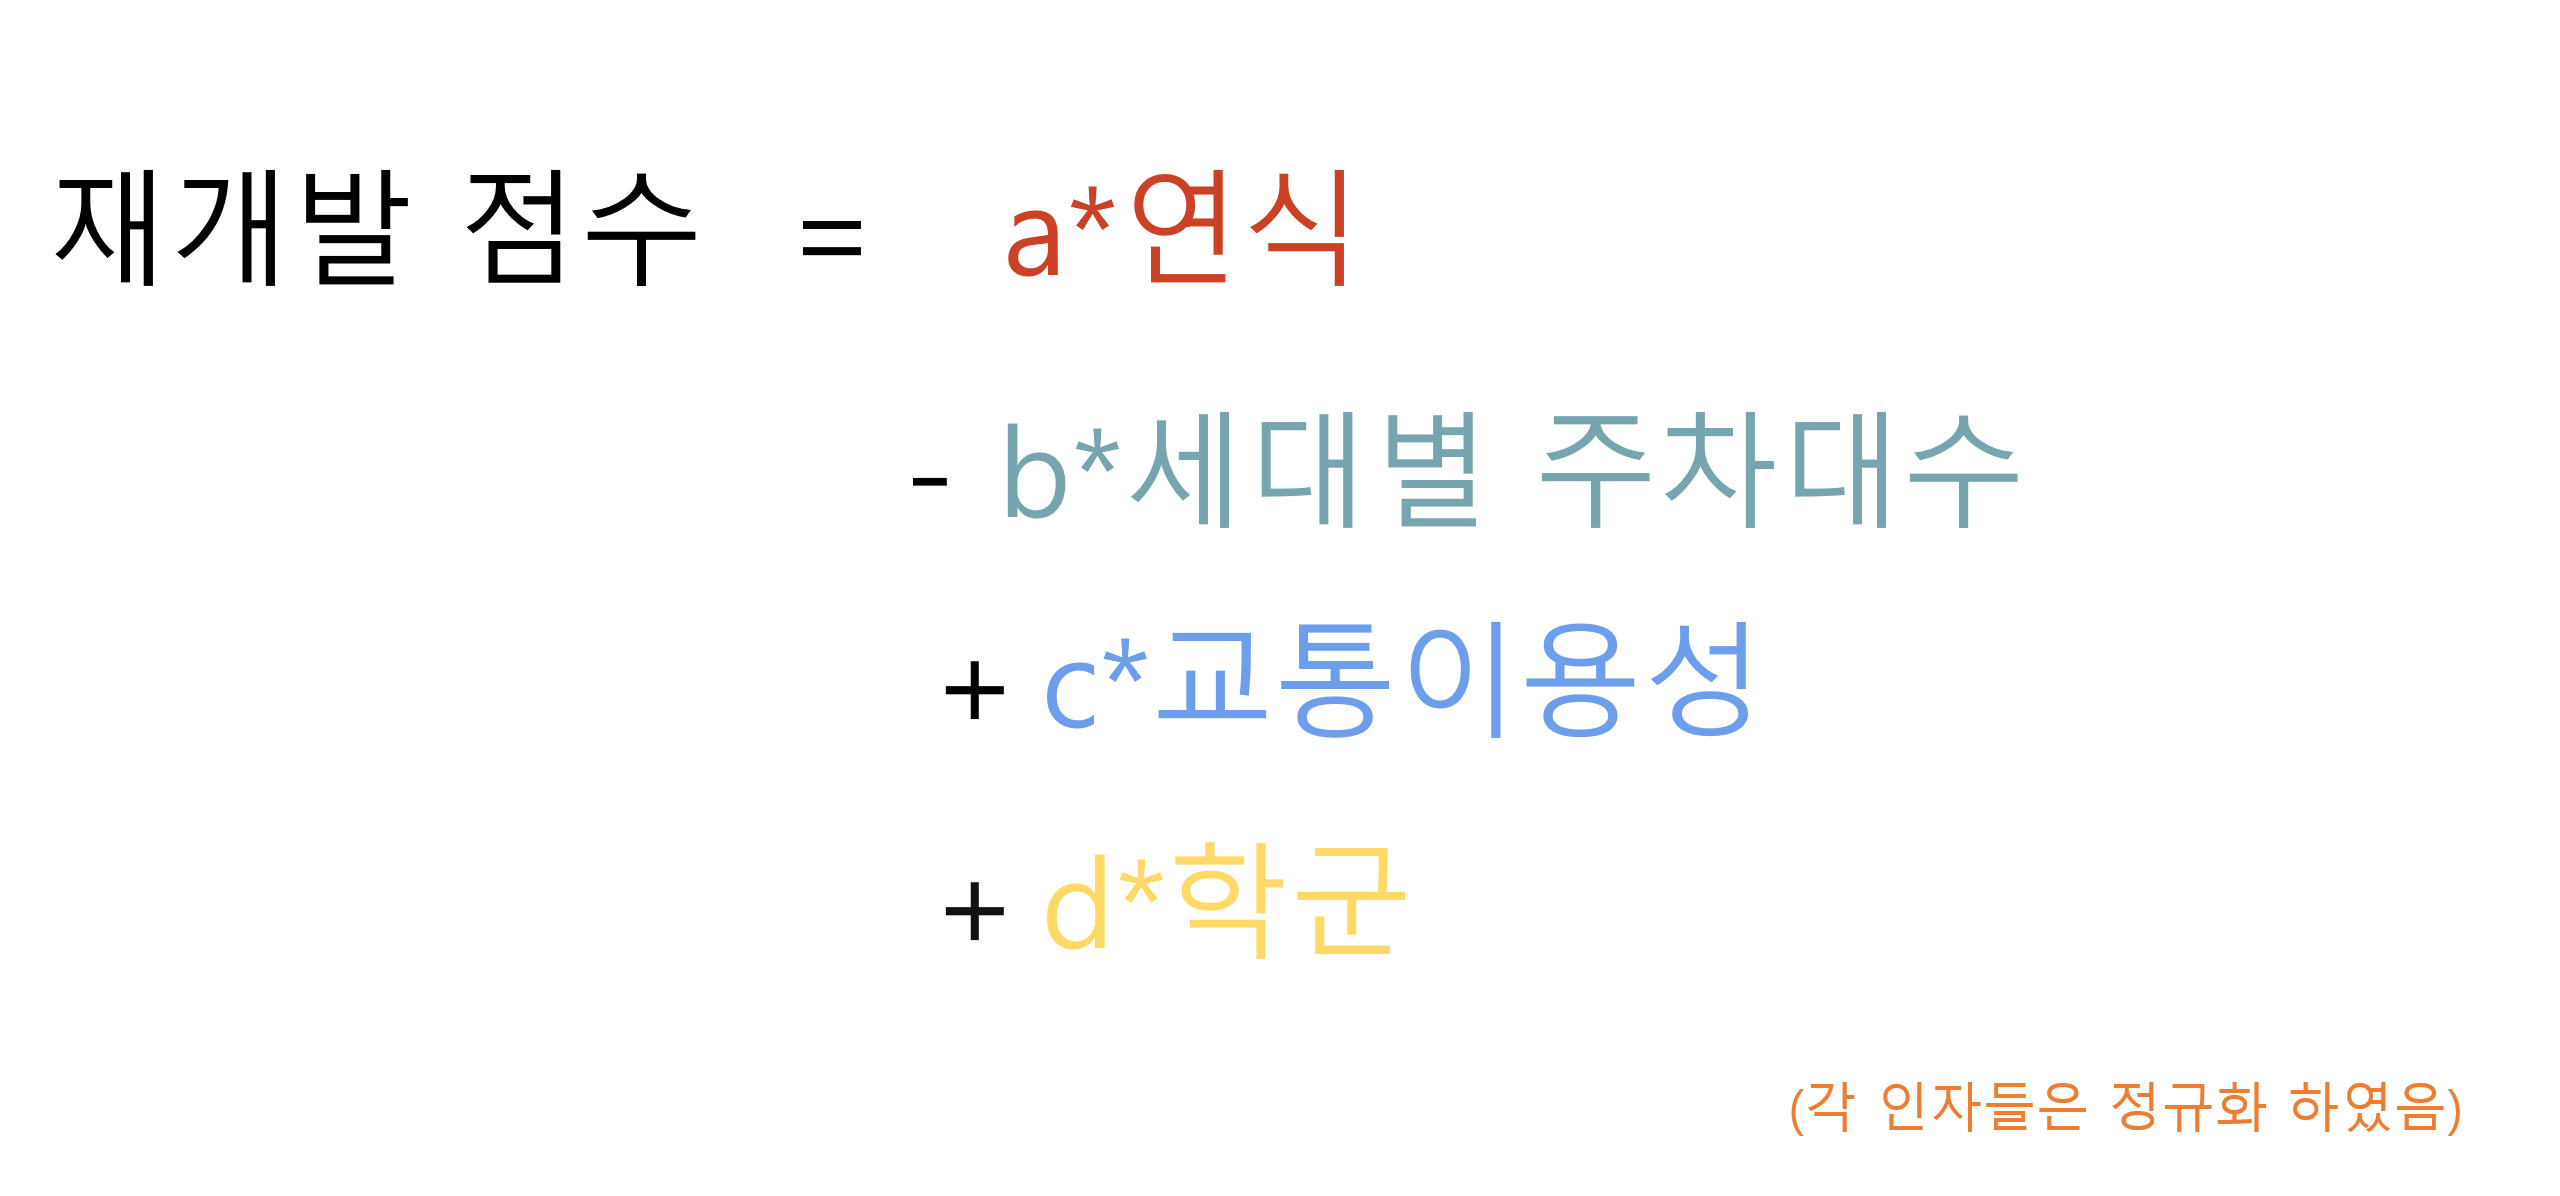 재개발 점수 = a*연식
- b*세대별 주차대수
+ c*교통이용성
+ d*학군
(각 인자들은 정규화 하였음)